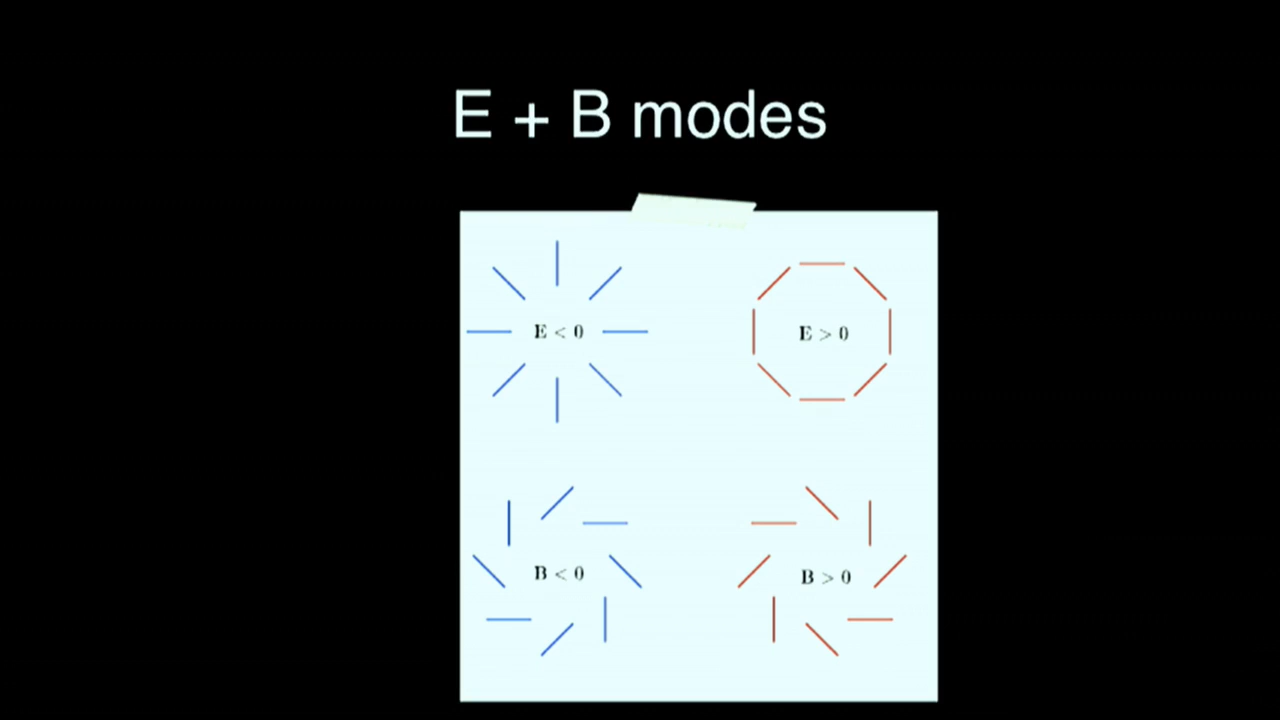 E + B modes
E < 0
E > 0
B < 0
B > 0